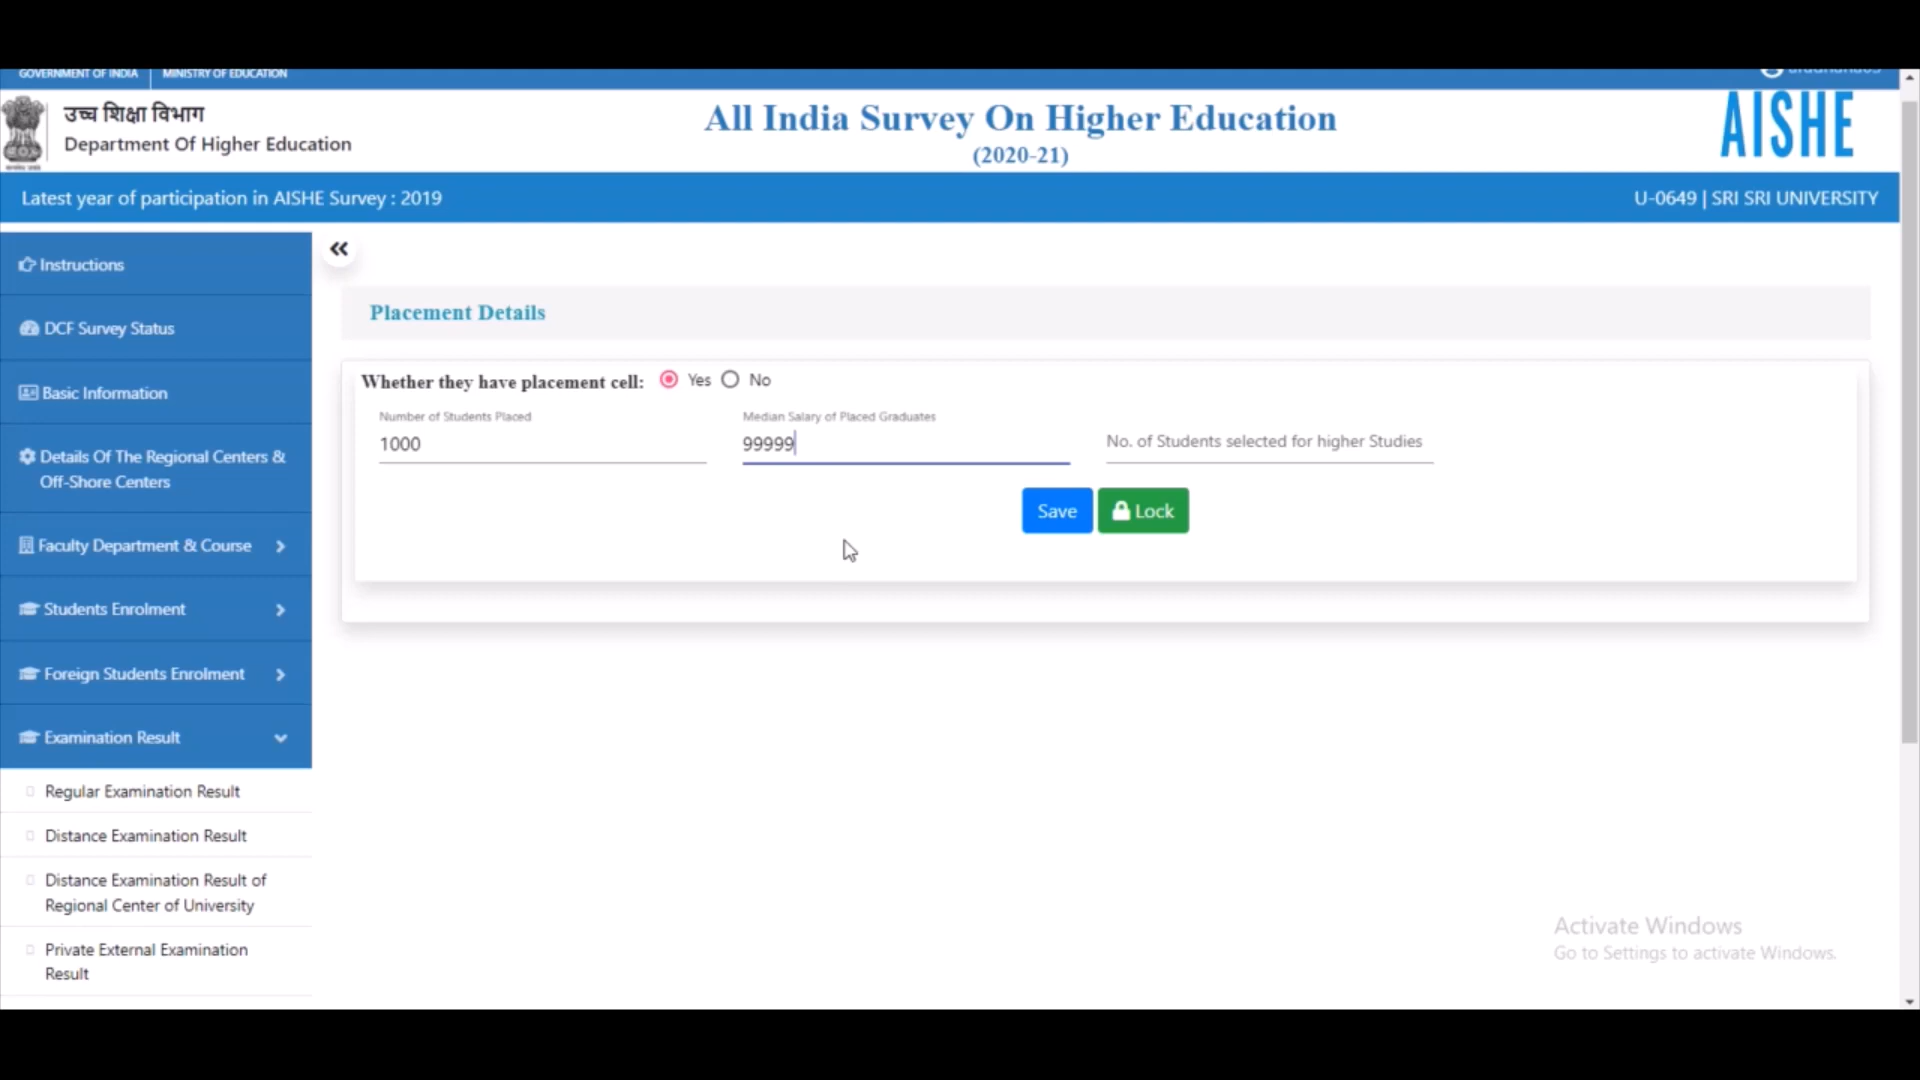 GOVERNMENT OF INDIA MINISTRY OF EDUCATION
उच्च शिक्षा विभाग
Department Of Higher Education
All India Survey On Higher Education
(2020-21)
AISHE
Latest year of participation in AISHE Survey : 2019
U-0649 | SRI SRI UNIVERSITY
Instructions
DCF Survey Status
Basic Information
Details Of The Regional Centers &
Off-Shore Centers
Faculty Department & Course
Students Enrolment
Foreign Students Enrolment
Examination Result
Regular Examination Result
Distance Examination Result
Distance Examination Result of
Regional Center of University
Private External Examination
Result
Placement Details
Whether they have placement cell: Yes No
Number of Students Placed
1000
Median Salary of Placed Graduates
99999
No. of Students selected for higher Studies
Save
Lock
Activate Windows
Go to Settings to activate Windows.